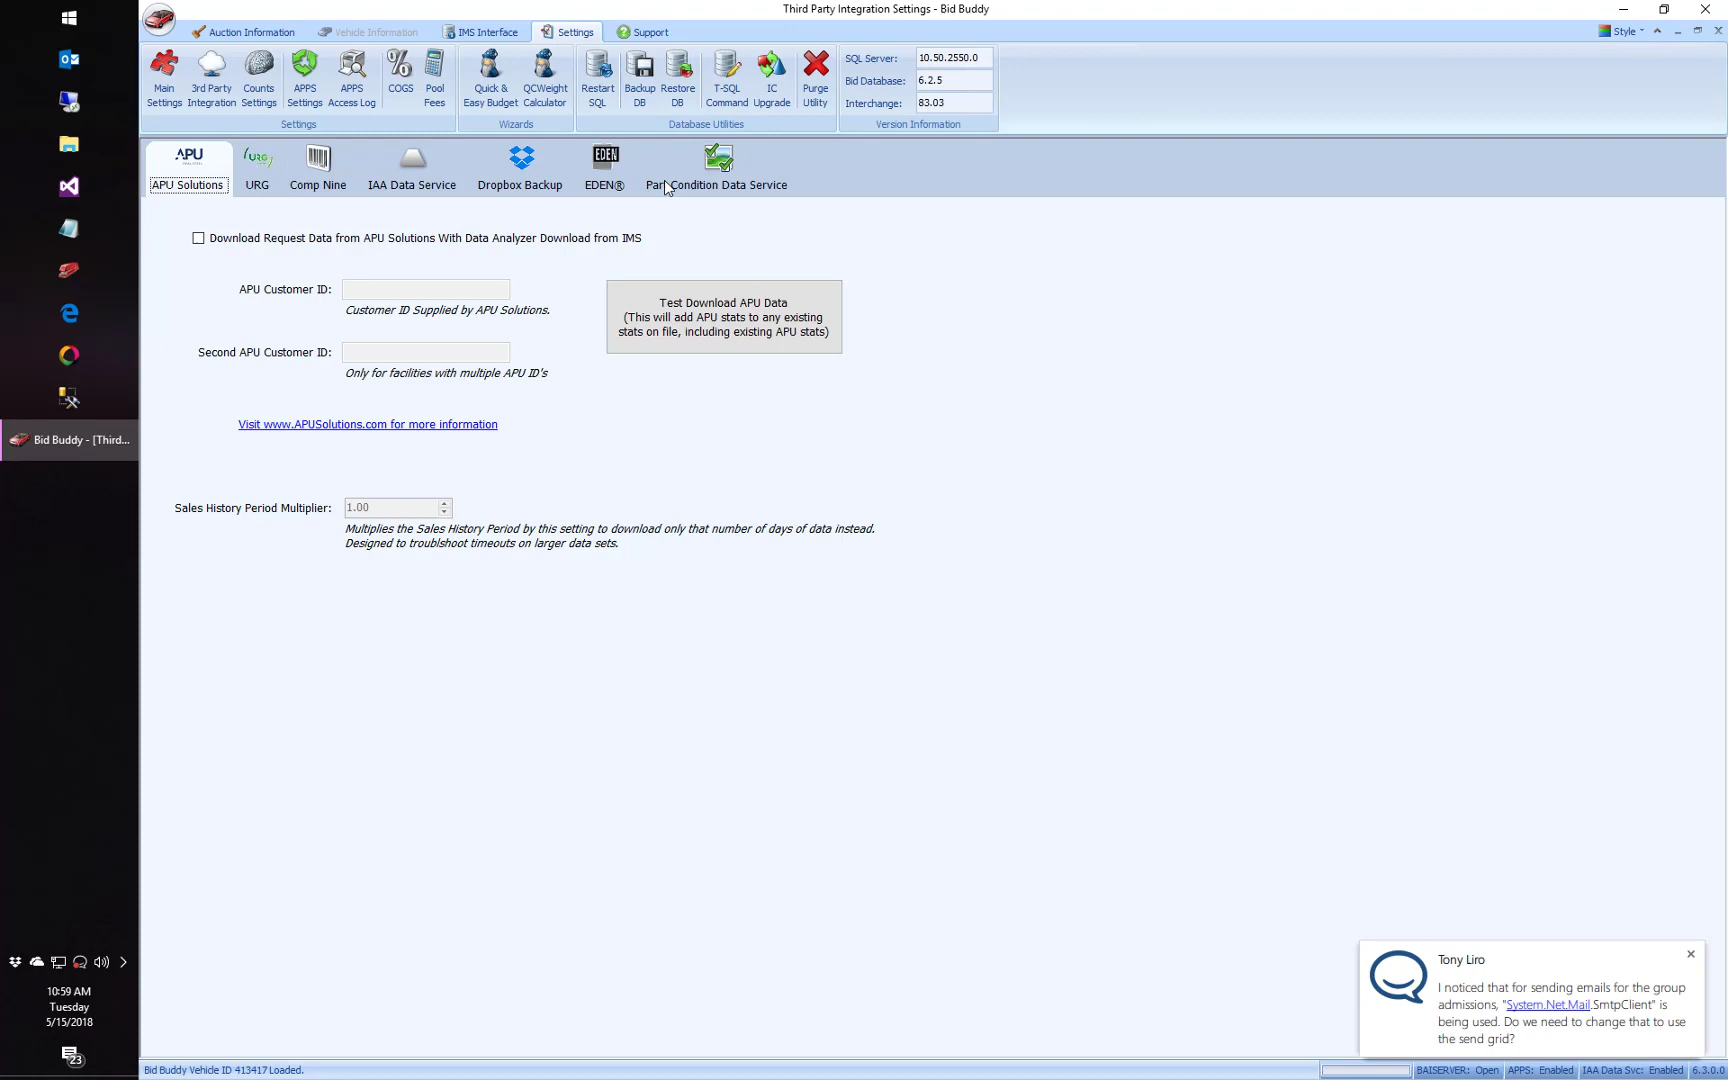 Third Party Integration Settings - Bid Buddy
Auction Information
Vehicle Information
IMS Interface
Settings
Support
Style
Main
Settings
3rd Party
Integration
Counts
Settings
APPS
Settings
APPS
Access Log
COGS
Pool
Fees
Settings
Quick &
Easy Budget
QCWeight
Calculator
Wizards
Restart
SQL
Backup
DB
Restore
DB
T-SQL
Command
IC
Upgrade
Purge
Utility
Database Utilities
SQL Server: 10.50.2550.0
Bid Database: 6.2.5
Interchange: 83.03
Version Information
APU
APU Solutions
URG
URG
Comp Nine
IAA Data Service
Dropbox Backup
EDEN
EDEN®
Part Condition Data Service
Download Request Data from APU Solutions With Data Analyzer Download from IMS
APU Customer ID:
Customer ID Supplied by APU Solutions.
Second APU Customer ID:
Only for facilities with multiple APU ID's
Test Download APU Data
(This will add APU stats to any existing
stats on file, including existing APU stats)
Visit www.APUSolutions.com for more information
Sales History Period Multiplier: 1.00
Multiplies the Sales History Period by this setting to download only that number of days of data instead.
Designed to troublshoot timeouts on larger data sets.
Bid Buddy - [Third...
10:59 AM
Tuesday
5/15/2018
23
Tony Liro
I noticed that for sending emails for the group
admissions, "System.Net.Mail.SmtpClient" is
being used. Do we need to change that to use
the send grid?
Bid Buddy Vehicle ID 413417 Loaded.
BAISERVER: Open
APPS: Enabled
IAA Data Svc: Enabled
6.3.0.0